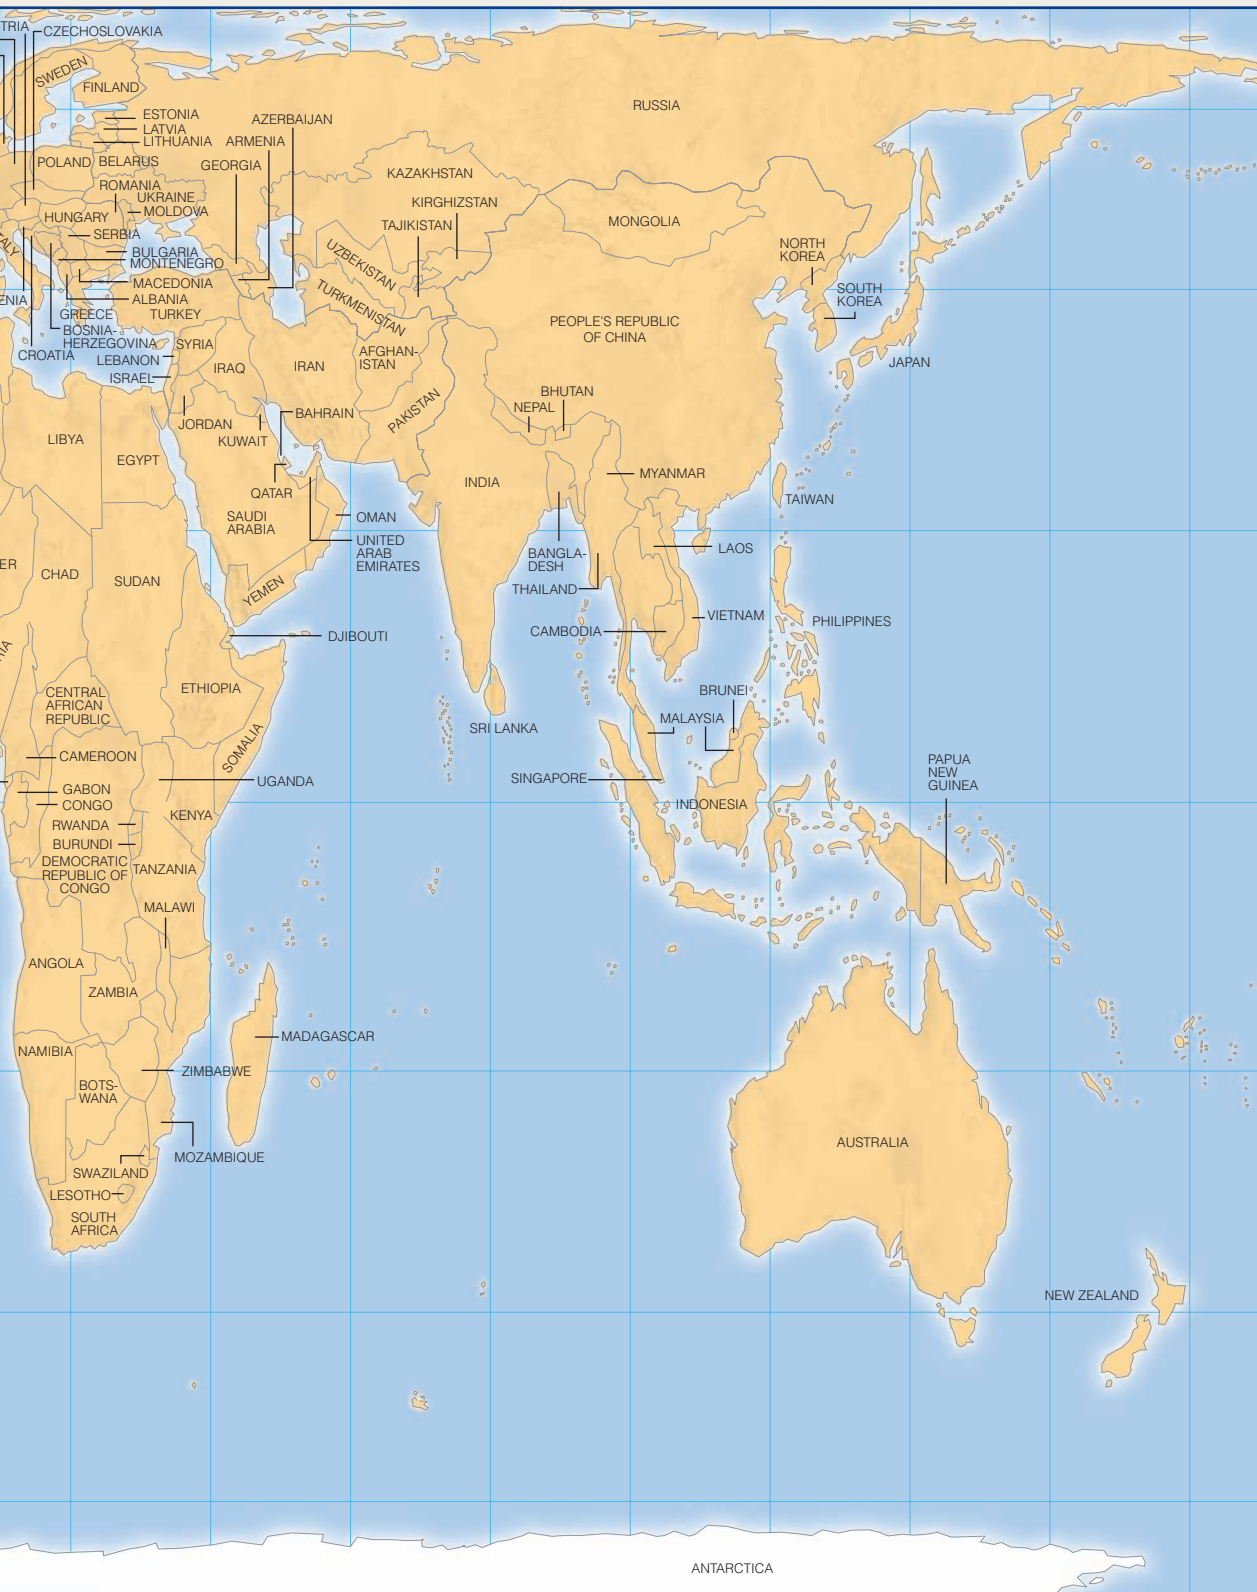 TRIA
CZECHOSLOVAKIA
SWEDEN
FINLAND
RUSSIA
ESTONIA
LATVIA
LITHUANIA
AZERBAIJAN
ARMENIA
GEORGIA
POLAND
BELARUS
KAZAKHSTAN
ROMANIA
UKRAINE
MOLDOVA
HUNGARY
KIRGHIZSTAN
TAJIKISTAN
MONGOLIA
SERBIA
ALY
BULGARIA
MONTENEGRO
UZBEKISTAN
NORTH
KOREA
MACEDONIA
SOUTH
KOREA
ENIA
ALBANIA
TURKMENISTAN
GREECE
TURKEY
BOSNIA-
HERZEGOVINA
PEOPLE'S REPUBLIC
OF CHINA
CROATIA
SYRIA
LEBANON
ISRAEL
IRAQ
IRAN
AFGHAN-
ISTAN
JAPAN
BHUTAN
NEPAL
PAKISTAN
BAHRAIN
JORDAN
KUWAIT
LIBYA
EGYPT
MYANMAR
INDIA
QATAR
TAIWAN
SAUDI
ARABIA
OMAN
UNITED
ARAB
EMIRATES
BANGLA-
DESH
LAOS
ER
CHAD
SUDAN
YEMEN
THAILAND
VIETNAM
PHILIPPINES
CAMBODIA
DJIBOUTI
IA
ETHIOPIA
CENTRAL
AFRICAN
REPUBLIC
BRUNEI
MALAYSIA
SRI LANKA
SOMALIA
CAMEROON
PAPUA
NEW
GUINEA
SINGAPORE
UGANDA
GABON
CONGO
INDONESIA
KENYA
RWANDA
BURUNDI
DEMOCRATIC
REPUBLIC OF
CONGO
TANZANIA
MALAWI
ANGOLA
ZAMBIA
MADAGASCAR
NAMIBIA
ZIMBABWE
BOTS-
WANA
AUSTRALIA
MOZAMBIQUE
SWAZILAND
LESOTHO
SOUTH
AFRICA
NEW ZEALAND
ANTARCTICA